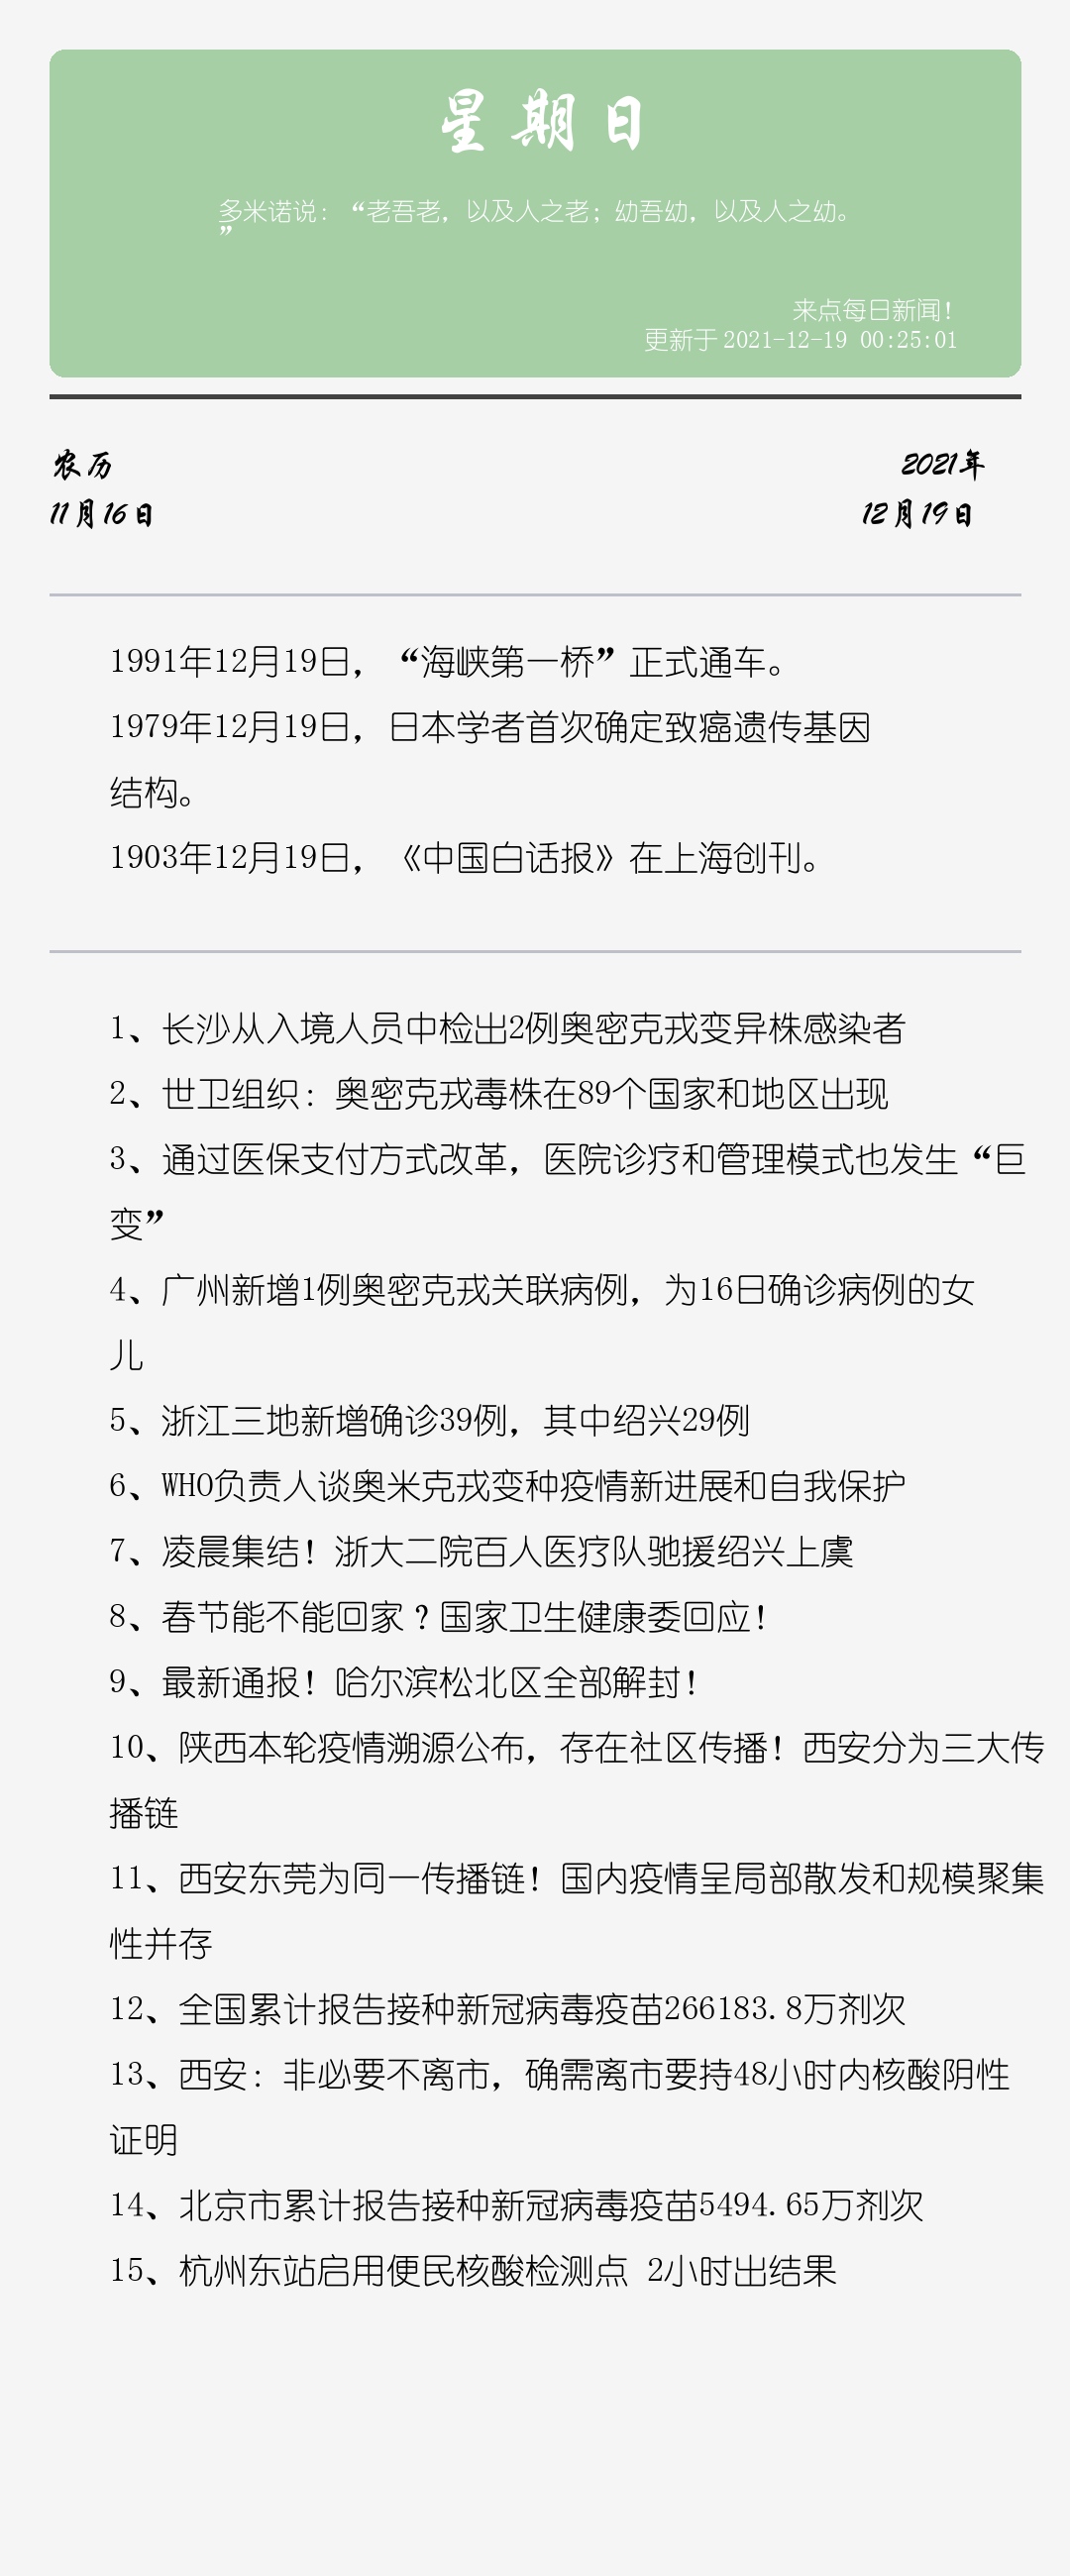 星期日
多米诺说：“老吾老，以及人之老；幼吾幼，以及人之幼。
”
来点每日新闻！
更新于 2021-12-19 00:25:01
农历
2021年
11月16日
12月19日
1991年12月19日，“海峡第一桥”正式通车。
1979年12月19日，日本学者首次确定致癌遗传基因
结构。
1903年12月19日，《中国白话报》在上海创刊。
1、长沙从入境人员中检出2例奥密克戎变异株感染者
2、世卫组织：奥密克戎毒株在89个国家和地区出现
3、通过医保支付方式改革，医院诊疗和管理模式也发生“巨
变”
4、广州新增1例奥密克戎关联病例，为16日确诊病例的女
儿
5、浙江三地新增确诊39例，其中绍兴29例
6、WHO负责人谈奥米克戎变种疫情新进展和自我保护
7、凌晨集结！浙大二院百人医疗队驰援绍兴上虞
8、春节能不能回家？国家卫生健康委回应！
9、最新通报！哈尔滨松北区全部解封！
10、陕西本轮疫情溯源公布，存在社区传播！西安分为三大传
播链
11、西安东莞为同一传播链！国内疫情呈局部散发和规模聚集
性并存
12、全国累计报告接种新冠病毒疫苗266183.8万剂次
13、西安：非必要不离市，确需离市要持48小时内核酸阴性
证明
14、北京市累计报告接种新冠病毒疫苗5494.65万剂次
15、杭州东站启用便民核酸检测点 2小时出结果